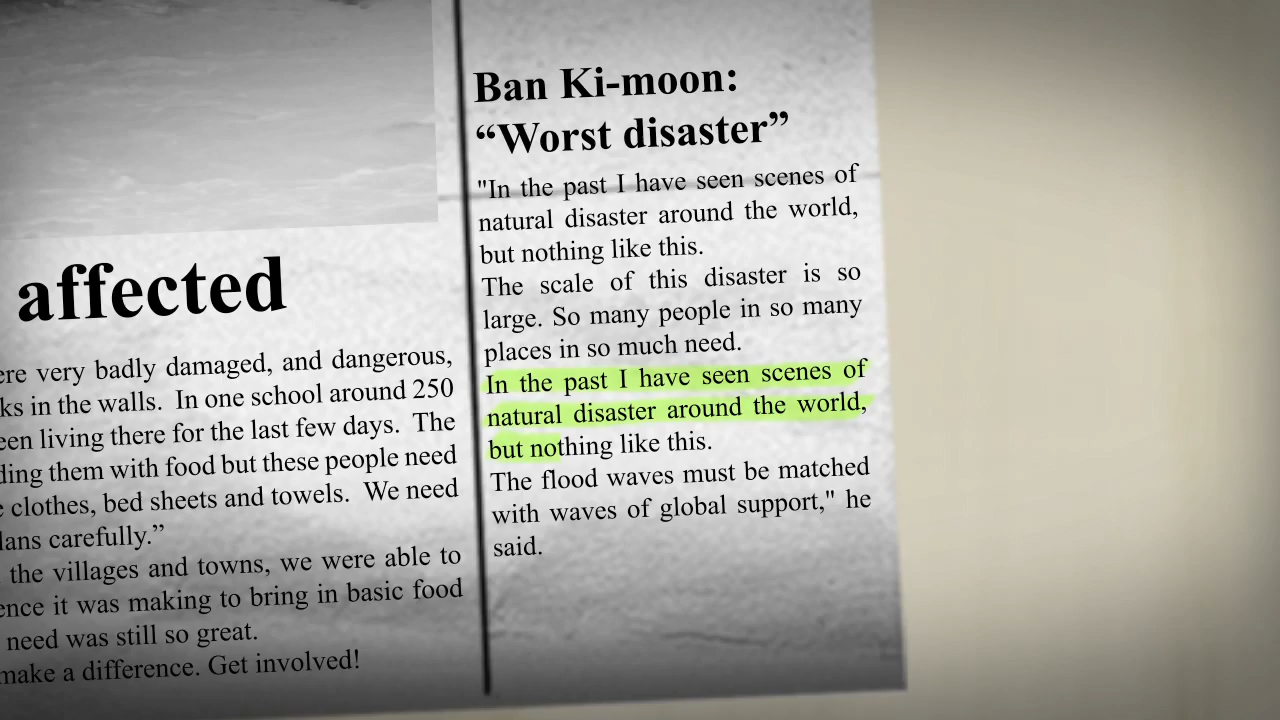 affected
ere very badly damaged, and dangerous,
ks in the walls. In one school around 250
een living there for the last few days. The
ding them with food but these people need
e clothes, bed sheets and towels. We need
lans carefully.”
the villages and towns, we were able to
ence it was making to bring in basic food
need was still so great.
make a difference. Get involved!
Ban Ki-moon:
“Worst disaster”
"In the past I have seen scenes of
natural disaster around the world,
but nothing like this.
The scale of this disaster is so
large. So many people in so many
places in so much need.
In the past I have seen scenes of
natural disaster around the world,
but nothing like this.
The flood waves must be matched
with waves of global support," he
said.